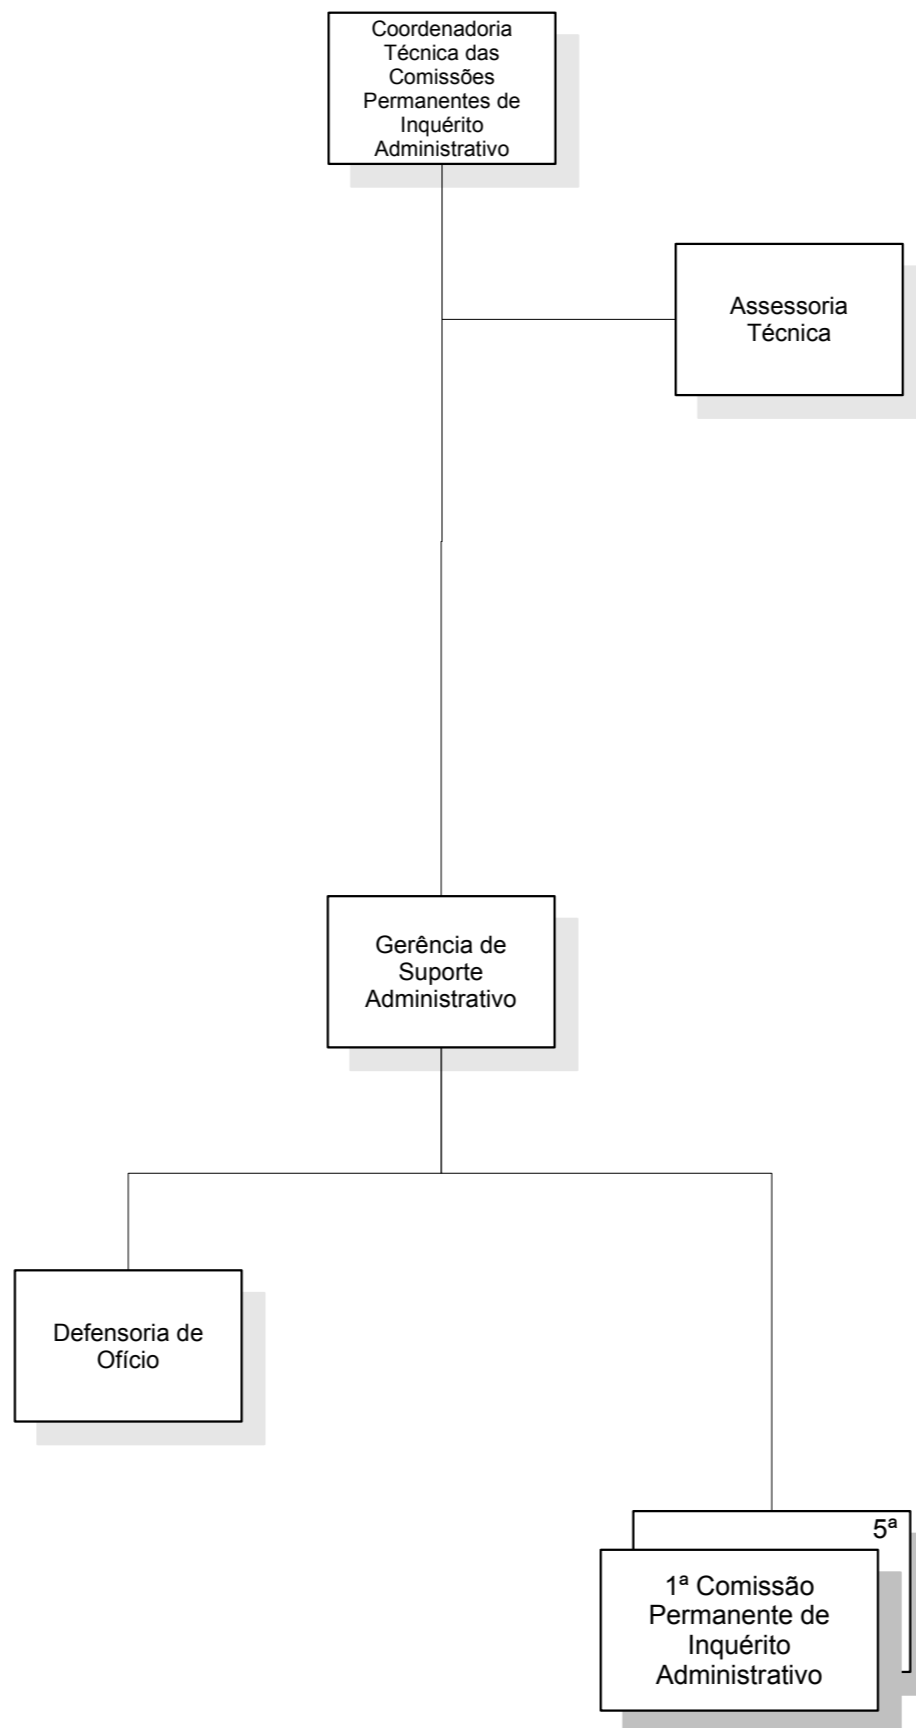 Coordenadoria
Técnica das
Comissões
Permanentes de
Inquérito
Administrativo
Assessoria
Técnica
Gerência de
Suporte
Administrativo
Defensoria de
Ofício
5ª
1ª Comissão
Permanente de
Inquérito
Administrativo